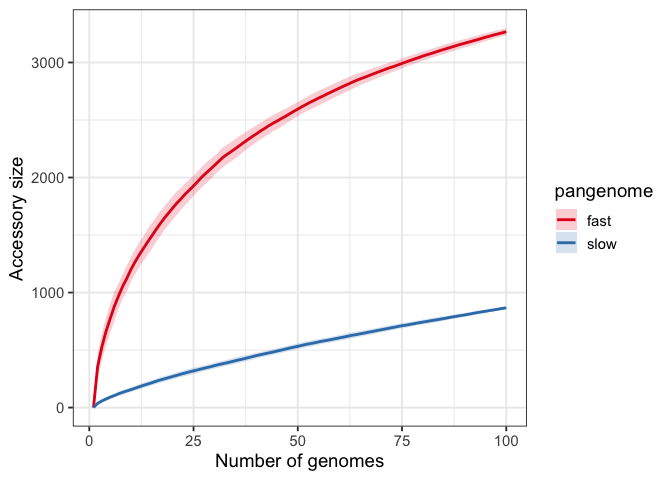 3000
2000
1000
0
Accessory size
0 25 50 75 100
Number of genomes
pangenome
fast
slow